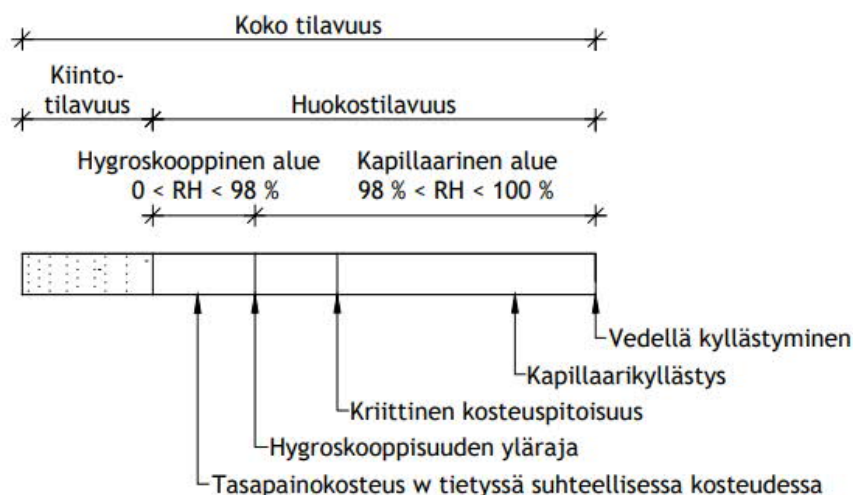 Koko tilavuus
Kiinto-
tilavuus
Huokostilavuus
Hygroskooppinen alue
0 < RH < 98 %
Kapillaarinen alue
98 % < RH < 100 %
Vedellä kyllästyminen
Kapillaarikyllästys
Kriittinen kosteuspitoisuus
Hygroskooppisuuden yläraja
Tasapainokosteus w tietyssä suhteellisessa kosteudessa